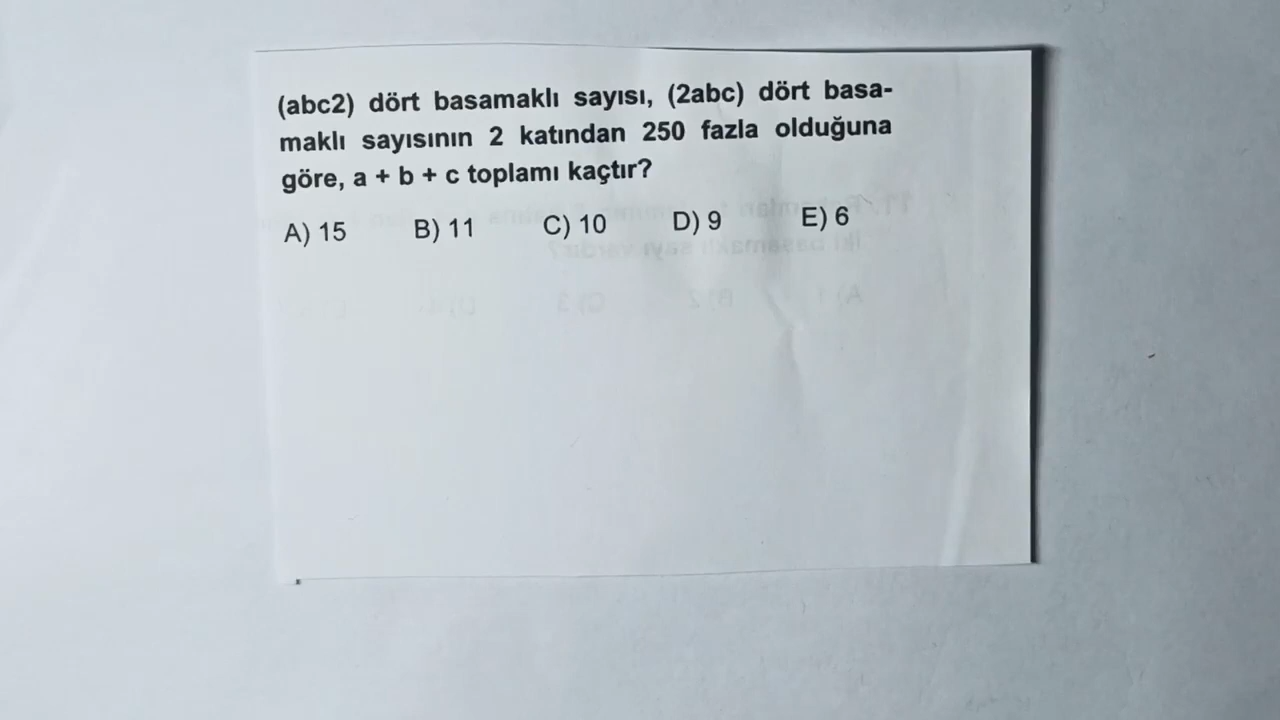 (abc2) dört basamaklı sayısı, (2abc) dört basa-
maklı sayısının 2 katından 250 fazla olduğuna
göre, a + b + c toplamı kaçtır?
A) 15 B) 11 C) 10 D) 9 E) 6